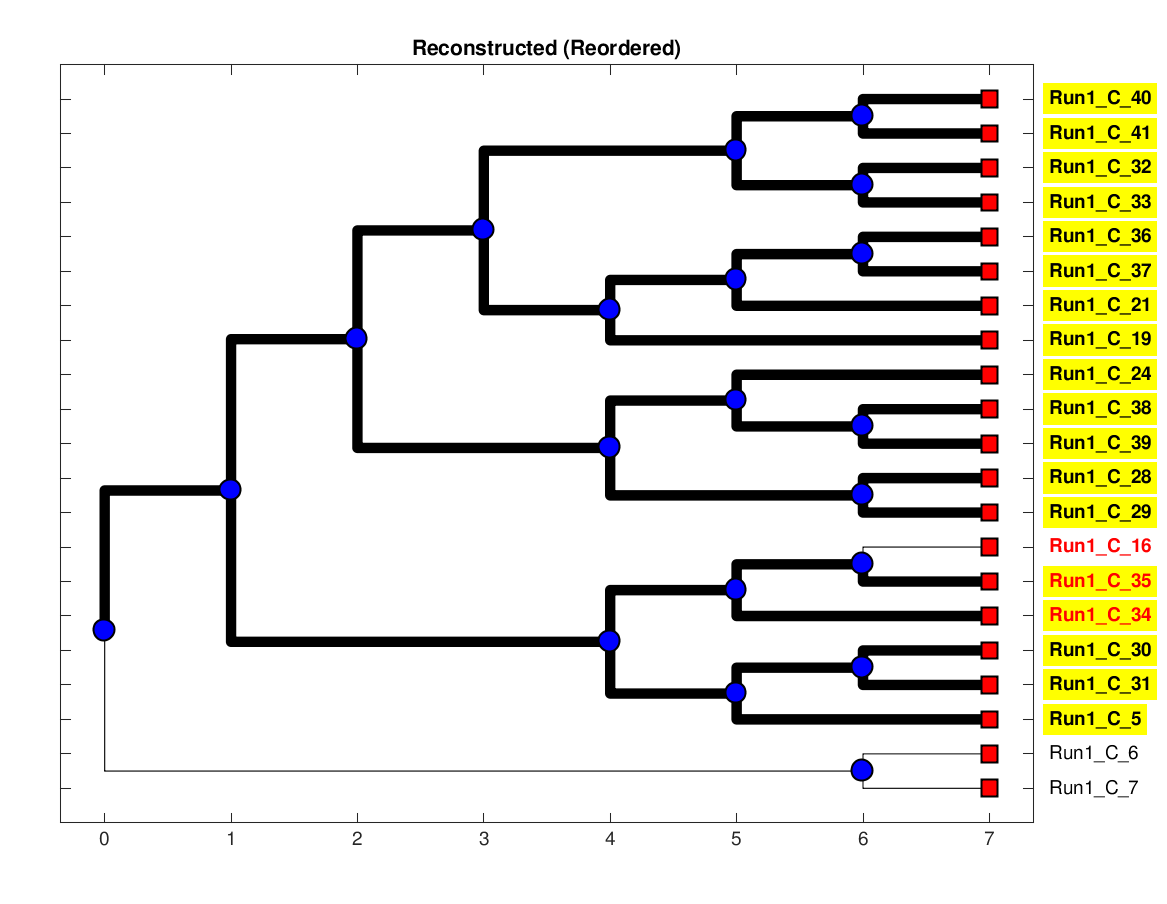 Reconstructed (Reordered)
Run1_C_40
Run1_C_41
Run1_C_32
Run1_C_33
Run1_C_36
Run1_C_37
Run1_C_21
Run1_C_19
Run1_C_24
Run1_C_38
Run1_C_39
Run1_C_28
Run1_C_29
Run1_C_16
Run1_C_35
Run1_C_34
Run1_C_30
Run1_C_31
Run1_C_5
Run1_C_6
Run1_C_7
0 1 2 3 4 5 6 7